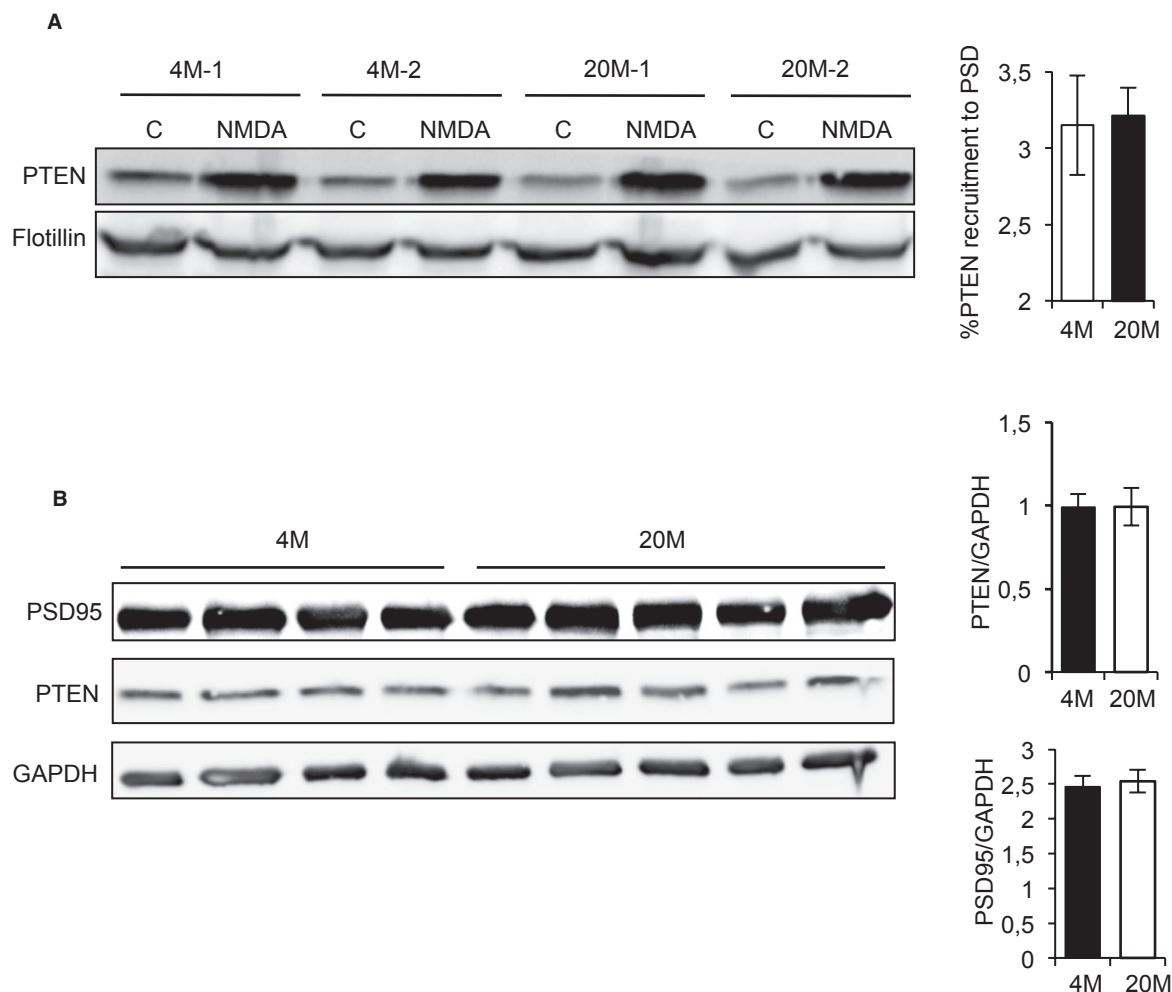 A
4M-1 4M-2 20M-1 20M-2
C NMDA C NMDA C NMDA C NMDA
PTEN
Flotillin
%PTEN recruitment to PSD
3,5
3
2,5
2
4M 20M
B
4M 20M
PSD95
PTEN
GAPDH
PTEN/GAPDH
1,5
1
0,5
0
4M 20M
PSD95/GAPDH
3
2,5
2
1,5
1
0,5
0
4M 20M